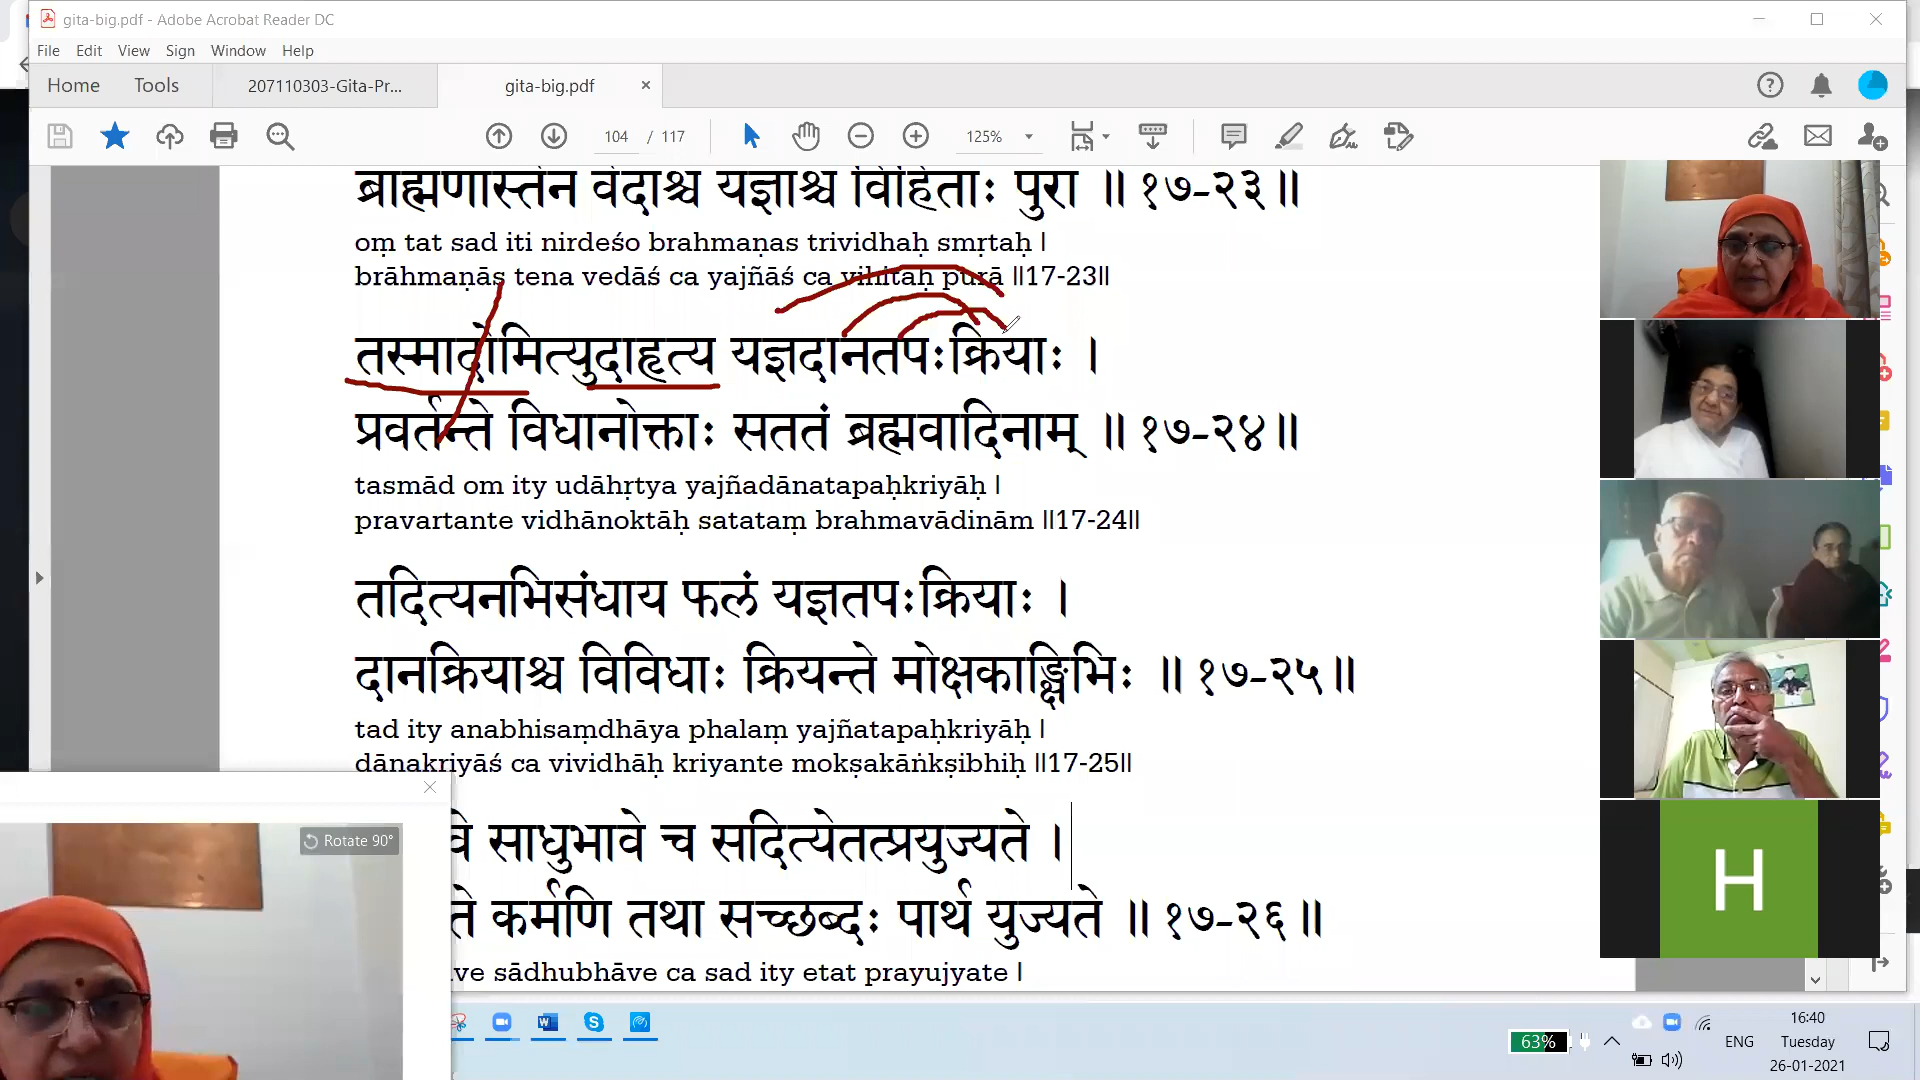 gita-big.pdf - Adobe Acrobat Reader DC
File Edit View Sign Window Help
Home Tools 207110303-Gita-Pr... gita-big.pdf ×
104 / 117 125%
ब्राह्मणास्तेन वेदाश्च यज्ञाश्च विहिताः पुरा ॥ १७-२३॥
oṃ tat sad iti nirdeśo brahmaṇas trividhaḥ smṛtaḥ |
brāhmaṇās tena vedāś ca yajñāś ca vihitāḥ purā ||17-23||
तस्मादोमित्युदाहृत्य यज्ञदानतपःक्रियाः ।
प्रवर्तन्ते विधानोक्ताः सततं ब्रह्मवादिनाम् ॥ १७-२४॥
tasmād om ity udāhṛtya yajñadānatapaḥkriyāḥ |
pravartante vidhānoktāḥ satataṃ brahmavādinām ||17-24||
तदित्यनभिसंधाय फलं यज्ञतपःक्रियाः ।
दानक्रियाश्च विविधाः क्रियन्ते मोक्षकाङ्क्षिभिः ॥ १७-२५॥
tad ity anabhisaṃdhāya phalaṃ yajñatapaḥkriyāḥ |
dānakriyāś ca vividhāḥ kriyante mokṣakāṅkṣibhiḥ ||17-25||
वे साधुभावे च सदित्येतत्प्रयुज्यते ।
ते कर्मणि तथा सच्छब्दः पार्थ युज्यते ॥ १७-२६॥
ve sādhubhāve ca sad ity etat prayujyate |
Rotate 90°
H
63% ENG
16:40
Tuesday
26-01-2021